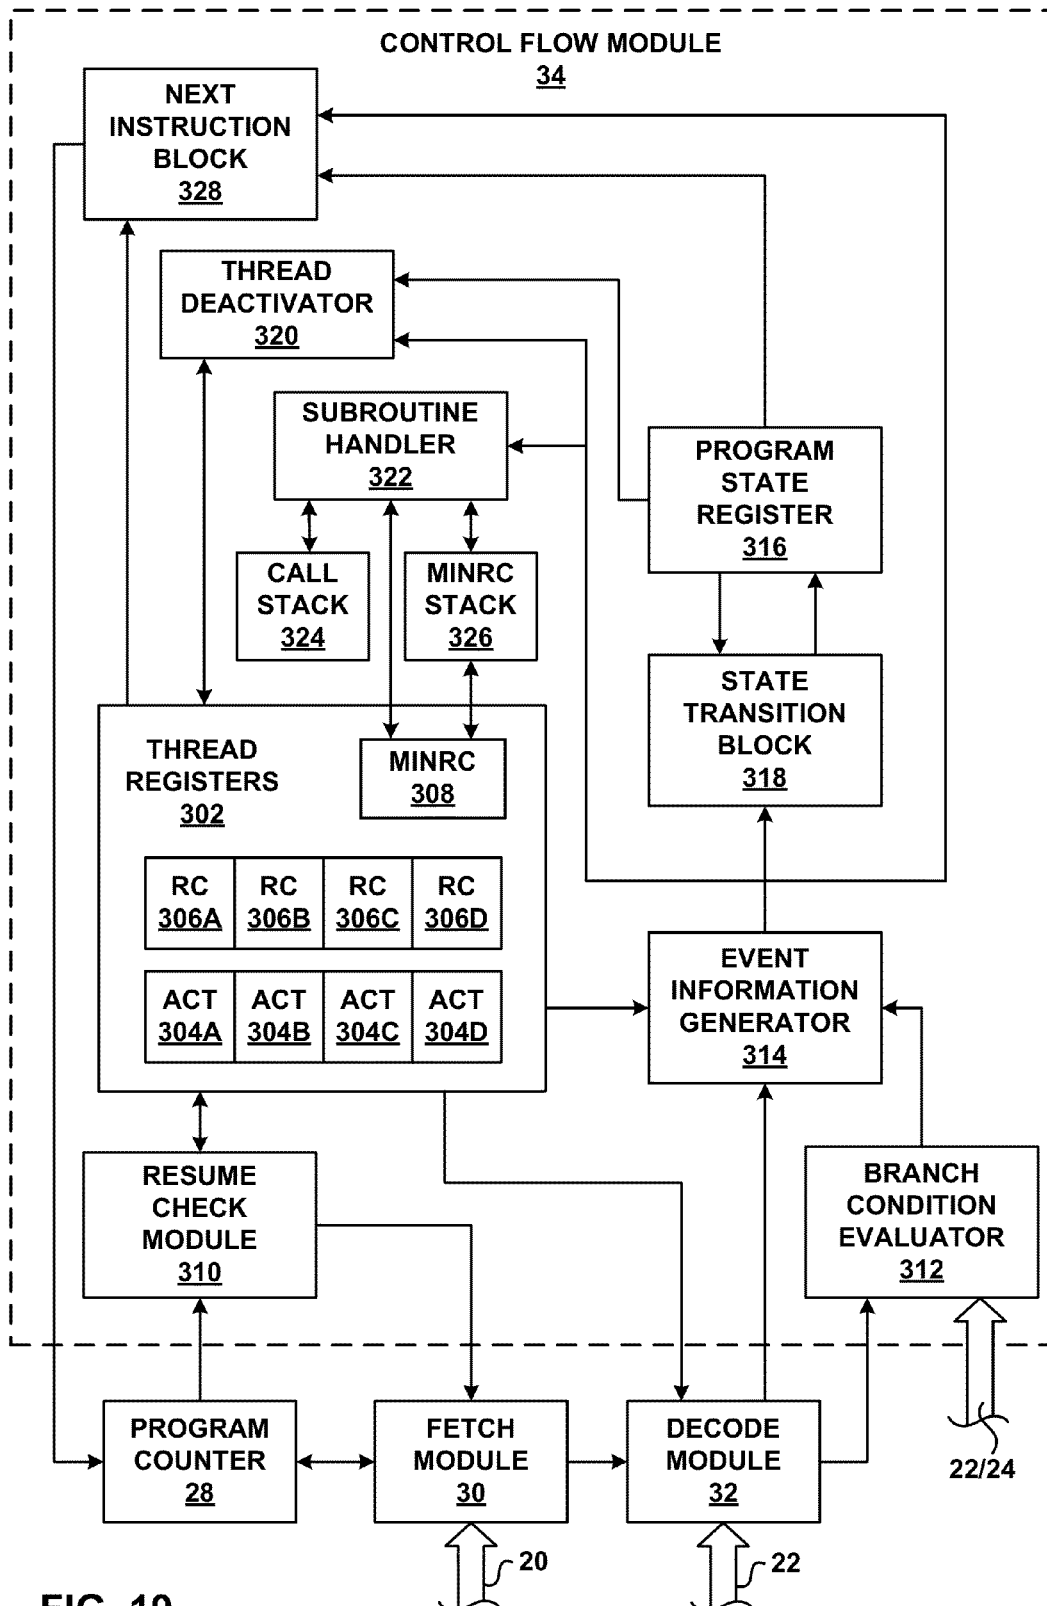 CONTROL FLOW MODULE
34
NEXT
INSTRUCTION
BLOCK
328
THREAD
DEACTIVATOR
320
SUBROUTINE
HANDLER
322
PROGRAM
STATE
REGISTER
316
CALL
STACK
324
MINRC
STACK
326
STATE
TRANSITION
BLOCK
318
THREAD
REGISTERS
302
MINRC
308
RC RC RC RC
306A 306B 306C 306D
ACT ACT ACT ACT
304A 304B 304C 304D
EVENT
INFORMATION
GENERATOR
314
RESUME
CHECK
MODULE
310
BRANCH
CONDITION
EVALUATOR
312
PROGRAM
COUNTER
28
FETCH
MODULE
30
DECODE
MODULE
32
22/24
20
22
FIG. 19